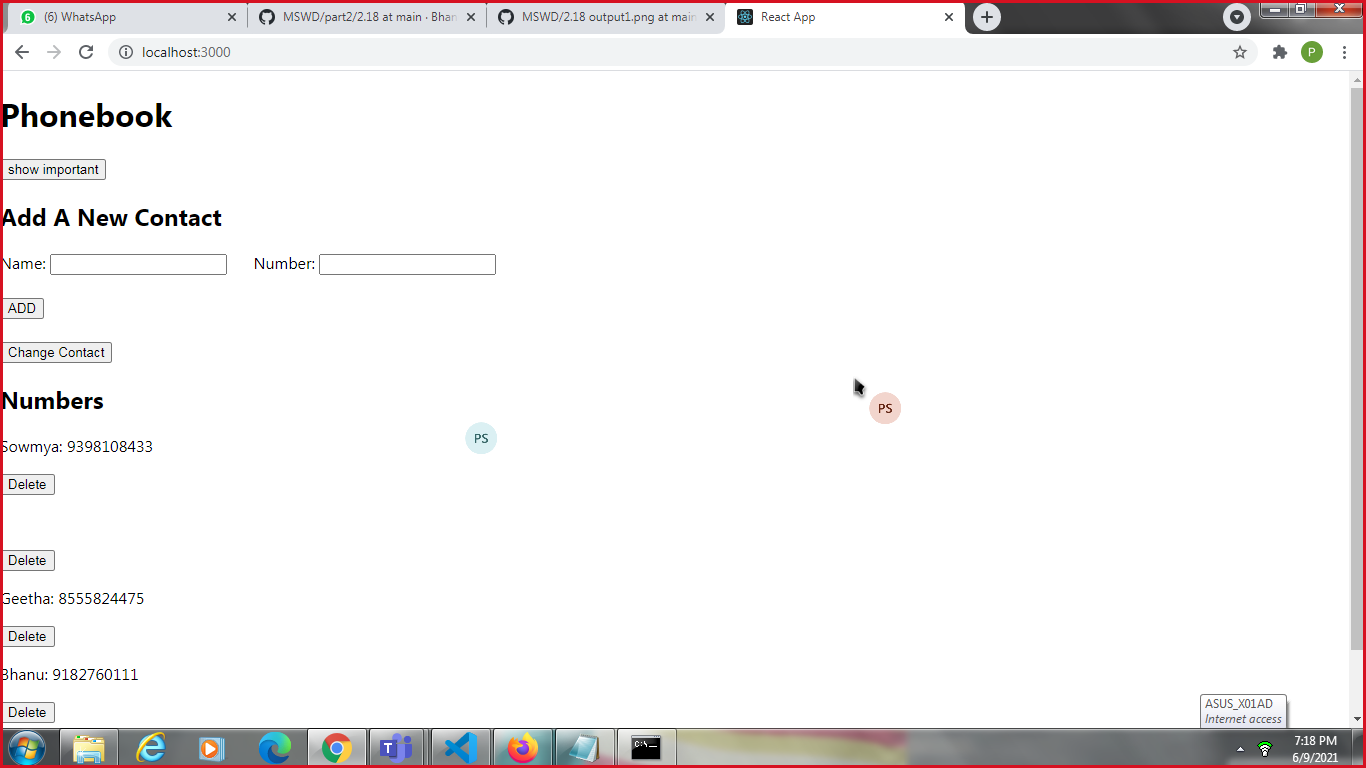 6 (6) WhatsApp
MSWD/part2/2.18 at main · Bhan
MSWD/2.18 output1.png at main
React App
localhost:3000
P
Phonebook
show important
Add A New Contact
Name: Number:
ADD
Change Contact
Numbers
PS
PS
Sowmya: 9398108433
Delete
Delete
Geetha: 8555824475
Delete
Bhanu: 9182760111
Delete
ASUS_X01AD
Internet access
C:\.
7:18 PM
6/9/2021